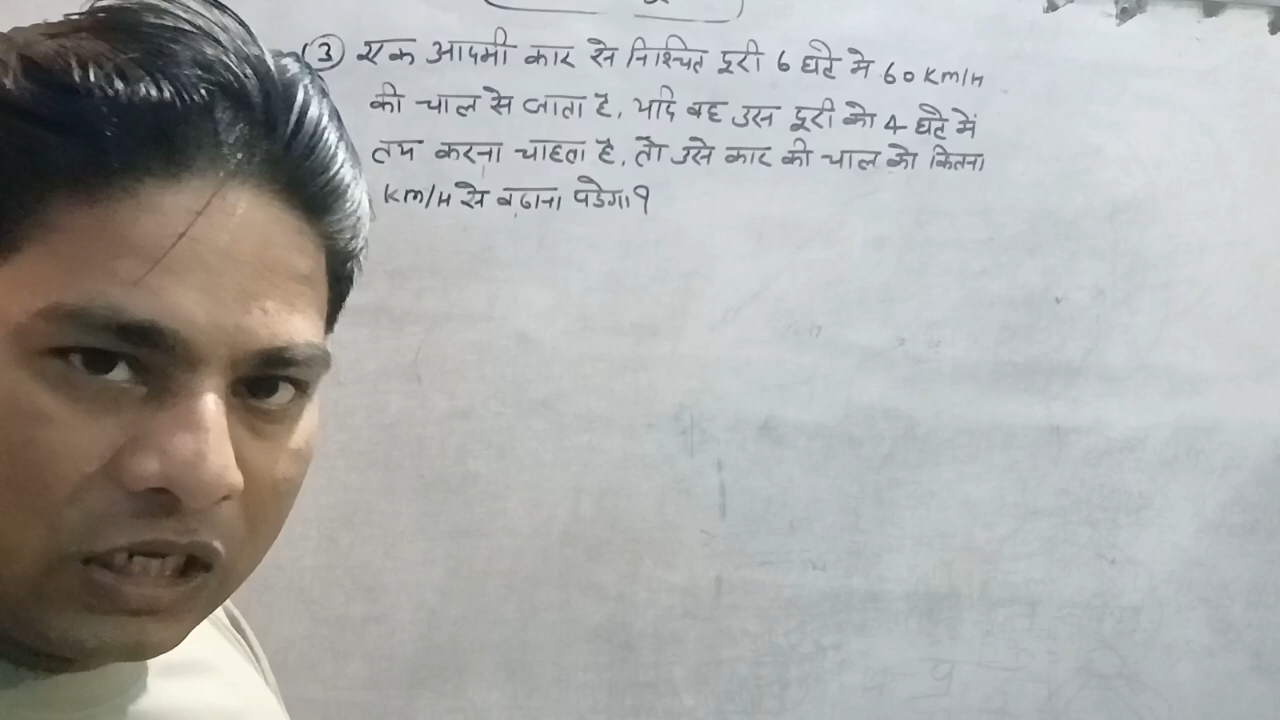 (3) एक आदमी कार से निश्चित दूरी 6 घंटे मे 60 Km/H
की चाल से जाता है, यदि वह उस दूरी को 4 घंटे में
तय करना चाहता है, तो उसे कार की चाल को कितना
Km/H से बढाना पडेगा?